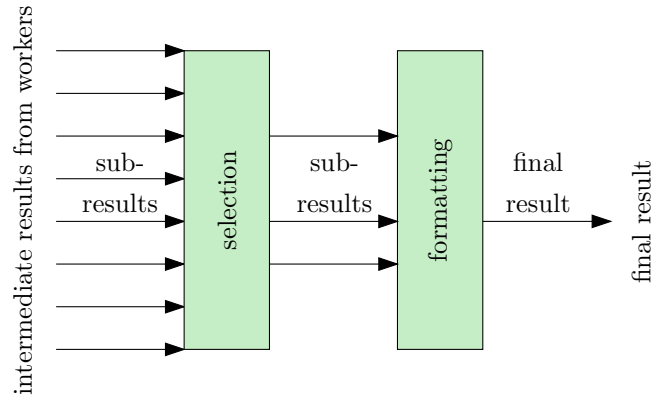 intermediate results from workers
sub-
results
selection
sub-
results
formatting
final
result
final result